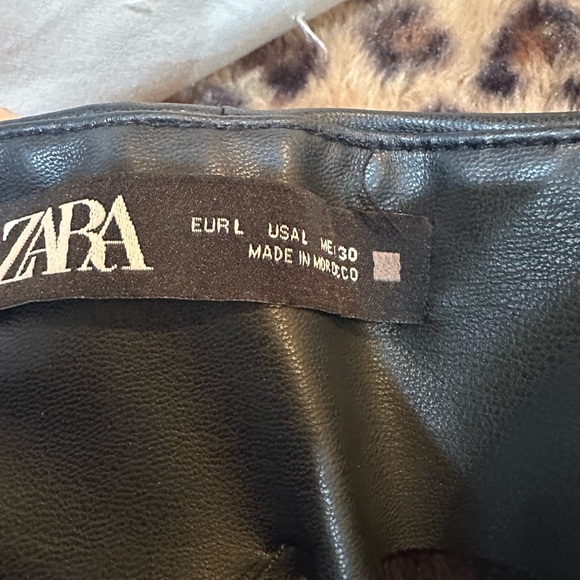 ZARA
EUR L USA L MEX 30
MADE IN MOROCCO